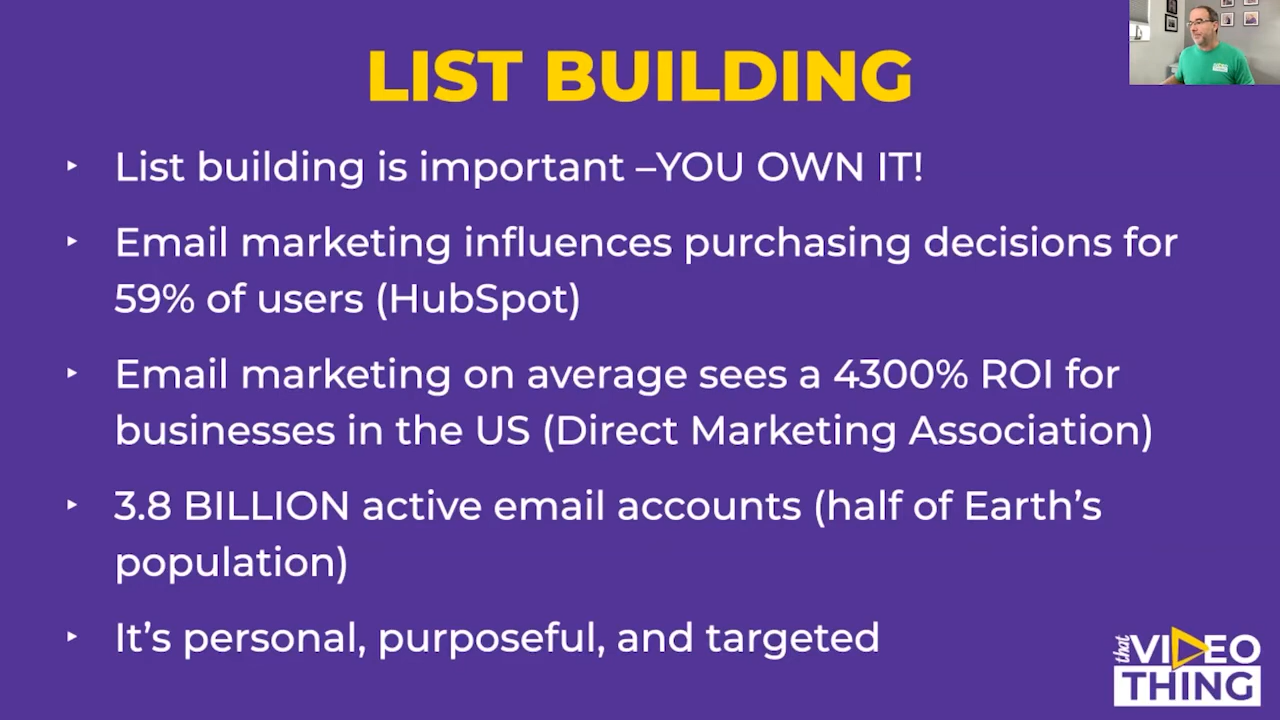 LIST BUILDING
‣ List building is important –YOU OWN IT!
‣ Email marketing influences purchasing decisions for
59% of users (HubSpot)
‣ Email marketing on average sees a 4300% ROI for
businesses in the US (Direct Marketing Association)
‣ 3.8 BILLION active email accounts (half of Earth’s
population)
‣ It’s personal, purposeful, and targeted
that VIDEO
THING